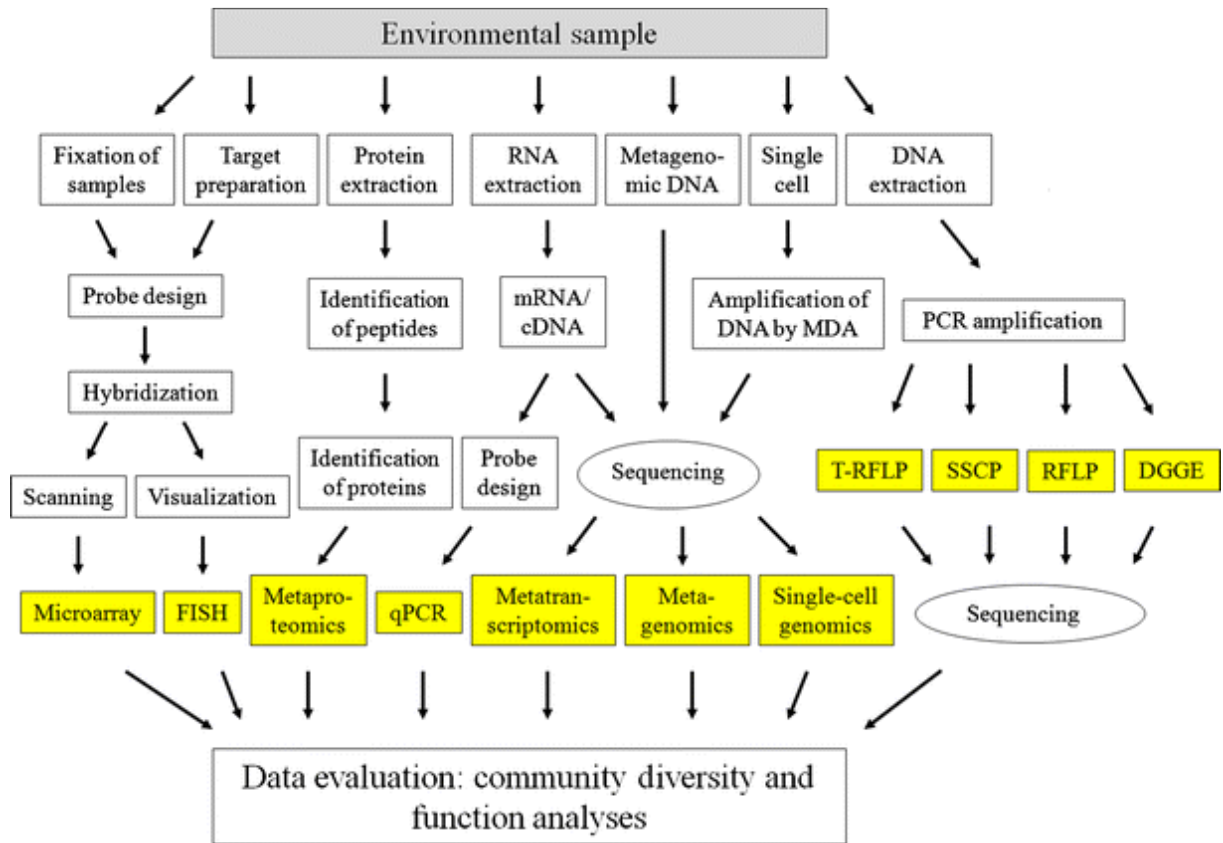 Environmental sample
Fixation of
samples
Target
preparation
Protein
extraction
RNA
extraction
Metageno-
mic DNA
Single
cell
DNA
extraction
Probe design
Identification
of peptides
mRNA/
cDNA
Amplification of
DNA by MDA
PCR amplification
Hybridization
Scanning
Visualization
Identification
of proteins
Probe
design
Sequencing
T-RFLP
SSCP
RFLP
DGGE
Microarray
FISH
Metapro-
teomics
qPCR
Metatran-
scriptomics
Meta-
genomics
Single-cell
genomics
Sequencing
Data evaluation: community diversity and
function analyses